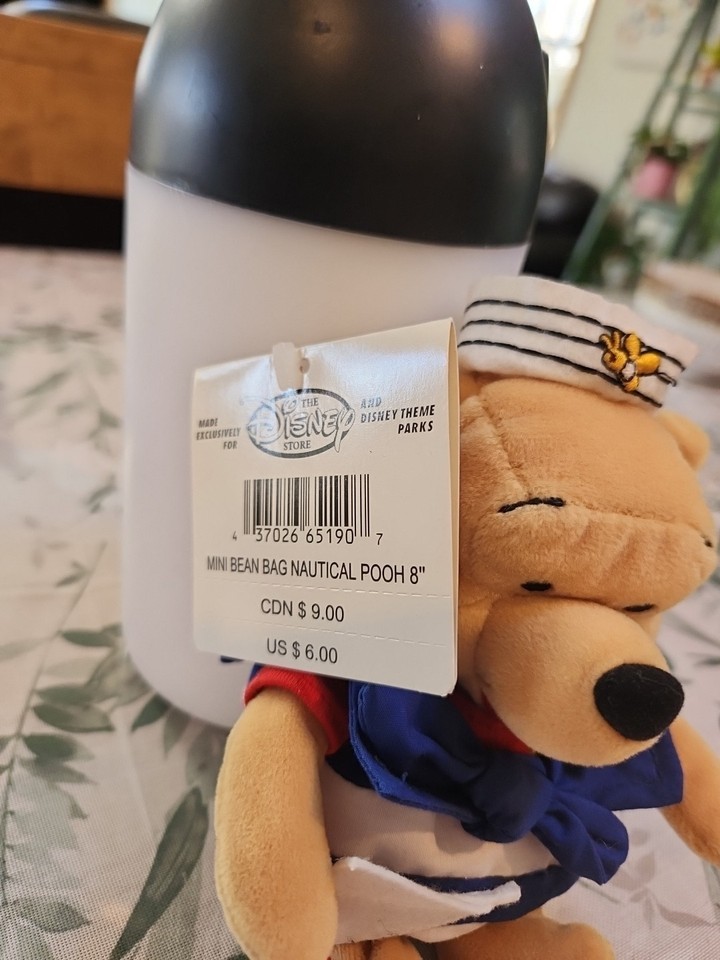 MADE
EXCLUSIVELY
FOR
THE
DISNEY
STORE
AND
DISNEY THEME
PARKS
4 37026 65190 7
MINI BEAN BAG NAUTICAL POOH 8"
CDN $ 9.00
US $ 6.00